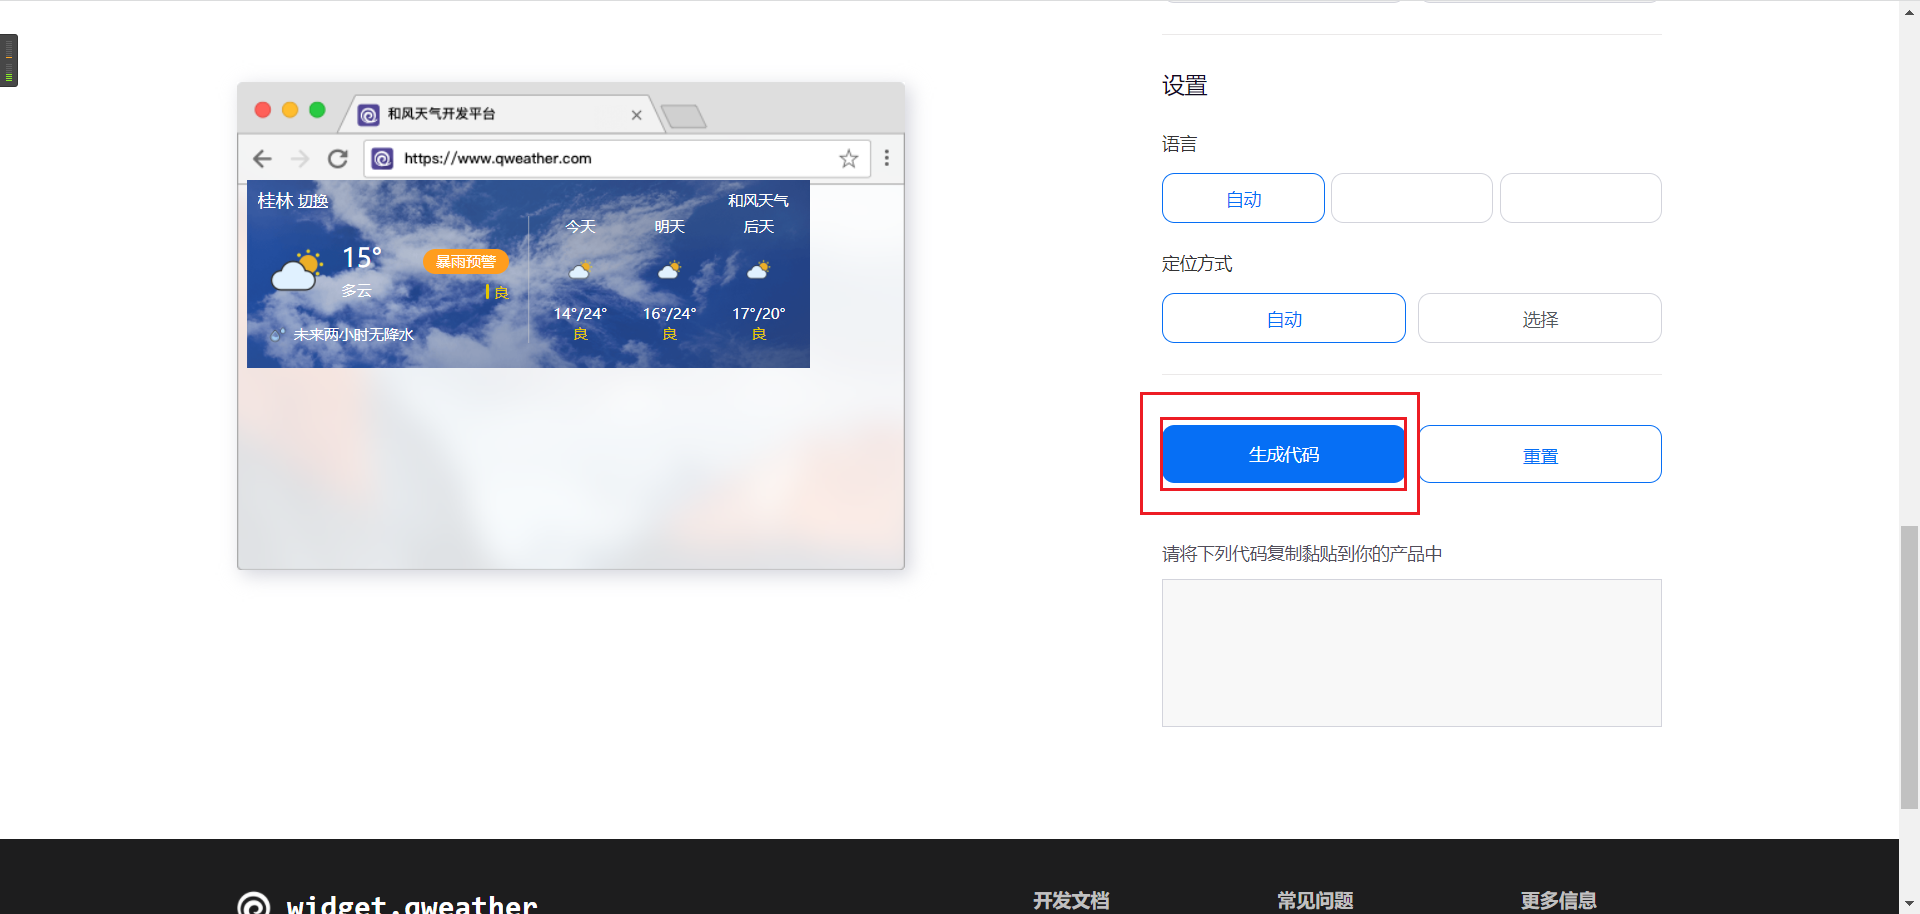 和风天气开发平台
https://www.qweather.com
桂林 切换
和风天气
15°
多云
暴雨预警
良
未来两小时无降水
今天 明天 后天
14°/24° 16°/24° 17°/20°
良 良 良
设置
语言
自动
定位方式
自动 选择
生成代码 重置
请将下列代码复制黏贴到你的产品中
widget.qweather
开发文档 常见问题 更多信息